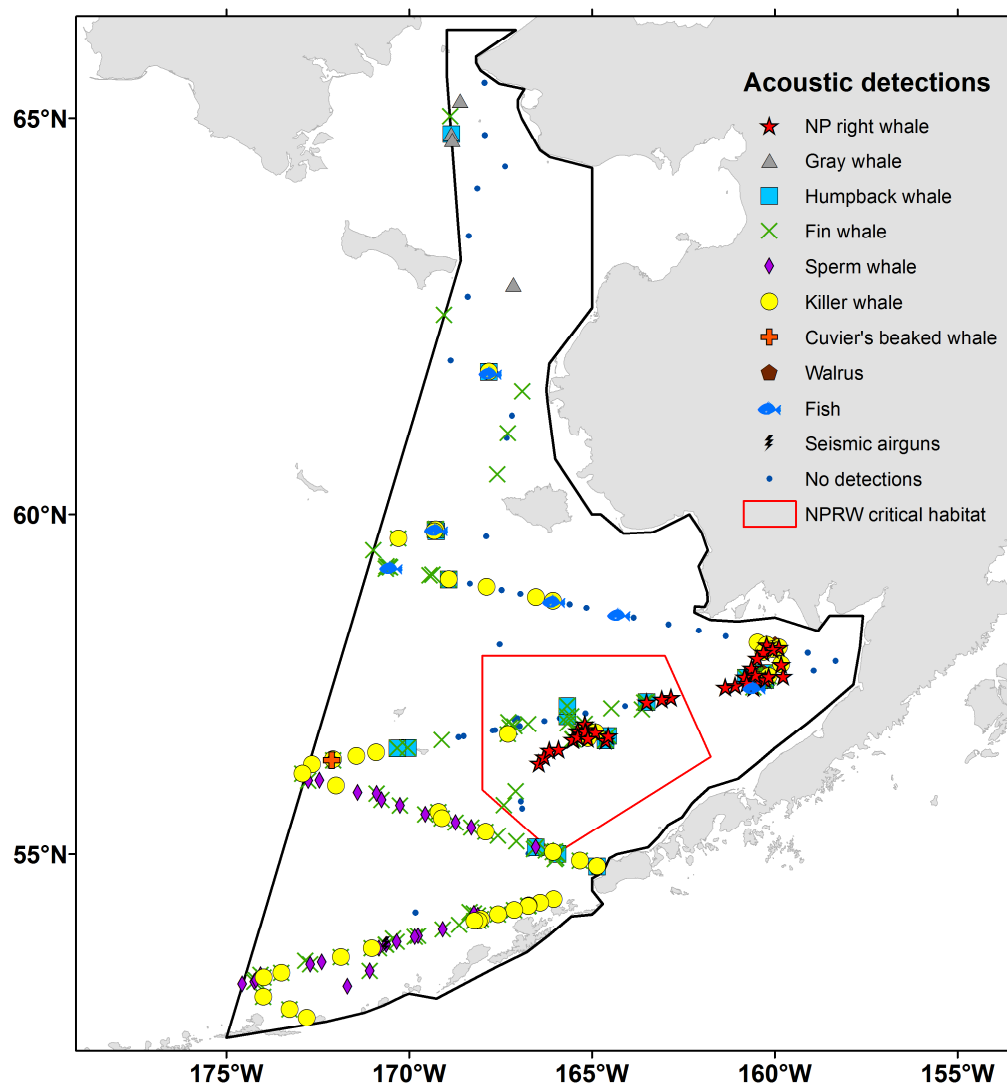 65°N
60°N
55°N
Acoustic detections
NP right whale
Gray whale
Humpback whale
Fin whale
Sperm whale
Killer whale
Cuvier's beaked whale
Walrus
Fish
Seismic airguns
No detections
NPRW critical habitat
175°W
170°W
165°W
160°W
155°W